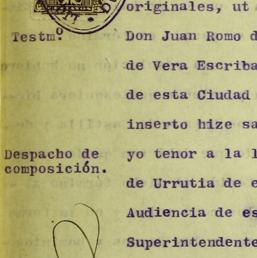 originales, ut
Testmº.
Don Juan Romo d
de Vera Escriba
de esta Ciudad
inserto hize sa
Despacho de
composición.
yo tenor a la l
de Urrutia de e
Audiencia de es
Superintendente